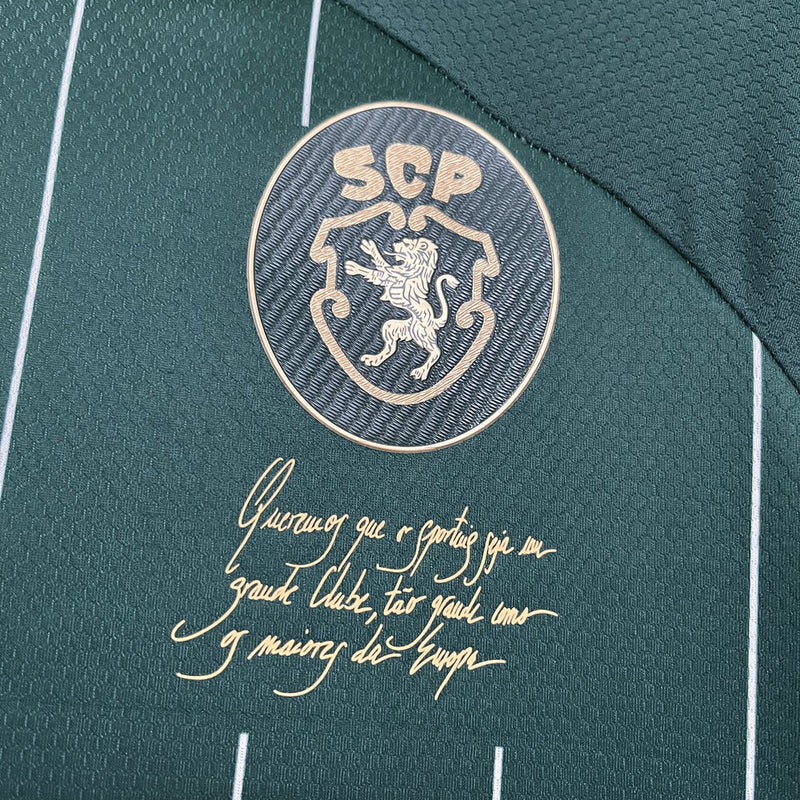 SCP
Queremos que o Sporting seja um
grande Clube, tão grande como
os maiores da Europa